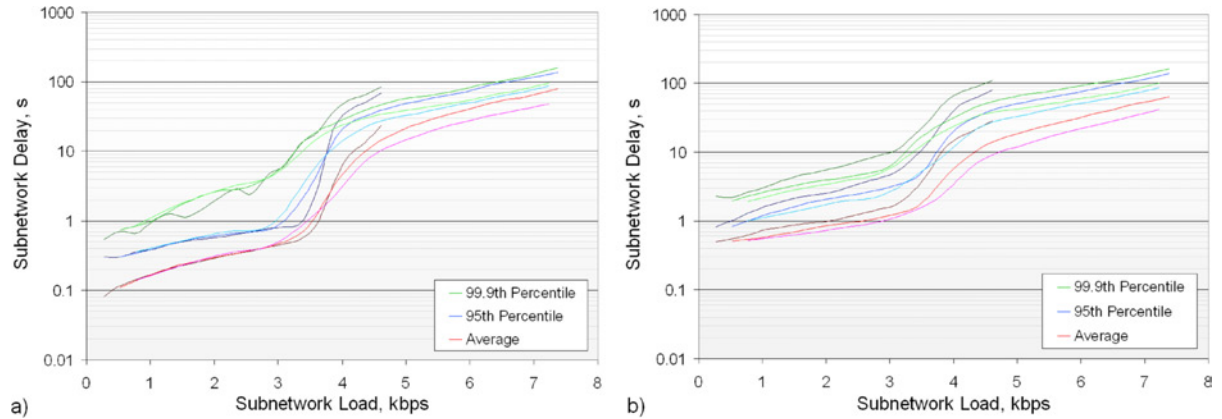 1000
100
10
1
0.1
0.01
Subnetwork Delay, s
0 1 2 3 4 5 6 7 8
Subnetwork Load, kbps
99.9th Percentile
95th Percentile
Average
a)
1000
100
10
1
0.1
0.01
Subnetwork Delay, s
0 1 2 3 4 5 6 7 8
Subnetwork Load, kbps
99.9th Percentile
95th Percentile
Average
b)